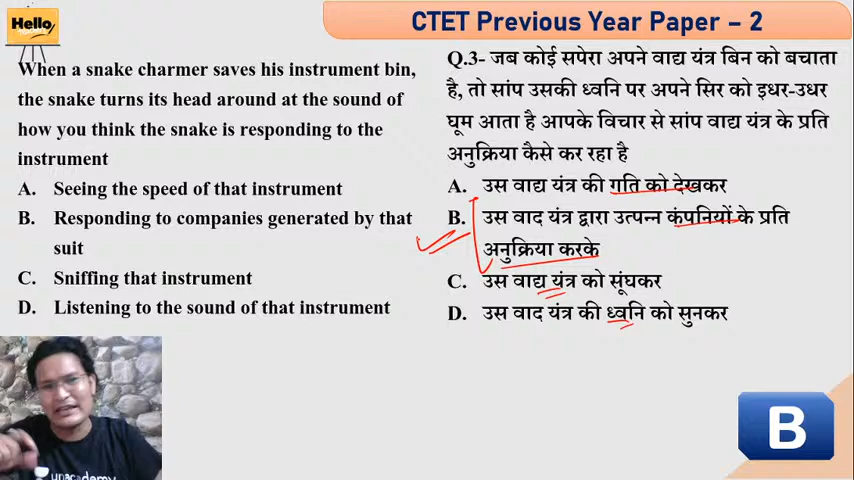 Hello
CTET Previous Year Paper – 2
When a snake charmer saves his instrument bin,
the snake turns its head around at the sound of
how you think the snake is responding to the
instrument
A. Seeing the speed of that instrument
B. Responding to companies generated by that
suit
C. Sniffing that instrument
D. Listening to the sound of that instrument
Q.3- जब कोई सपेरा अपने वाद्य यंत्र बिन को बचाता
है, तो सांप उसकी ध्वनि पर अपने सिर को इधर-उधर
घूम आता है आपके विचार से सांप वाद्य यंत्र के प्रति
अनुक्रिया कैसे कर रहा है
A. उस वाद्य यंत्र की गति को देखकर
B. उस वाद यंत्र द्वारा उत्पन्न कंपनियों के प्रति
अनुक्रिया करके
C. उस वाद्य यंत्र को सूंघकर
D. उस वाद यंत्र की ध्वनि को सुनकर
unacademy
B